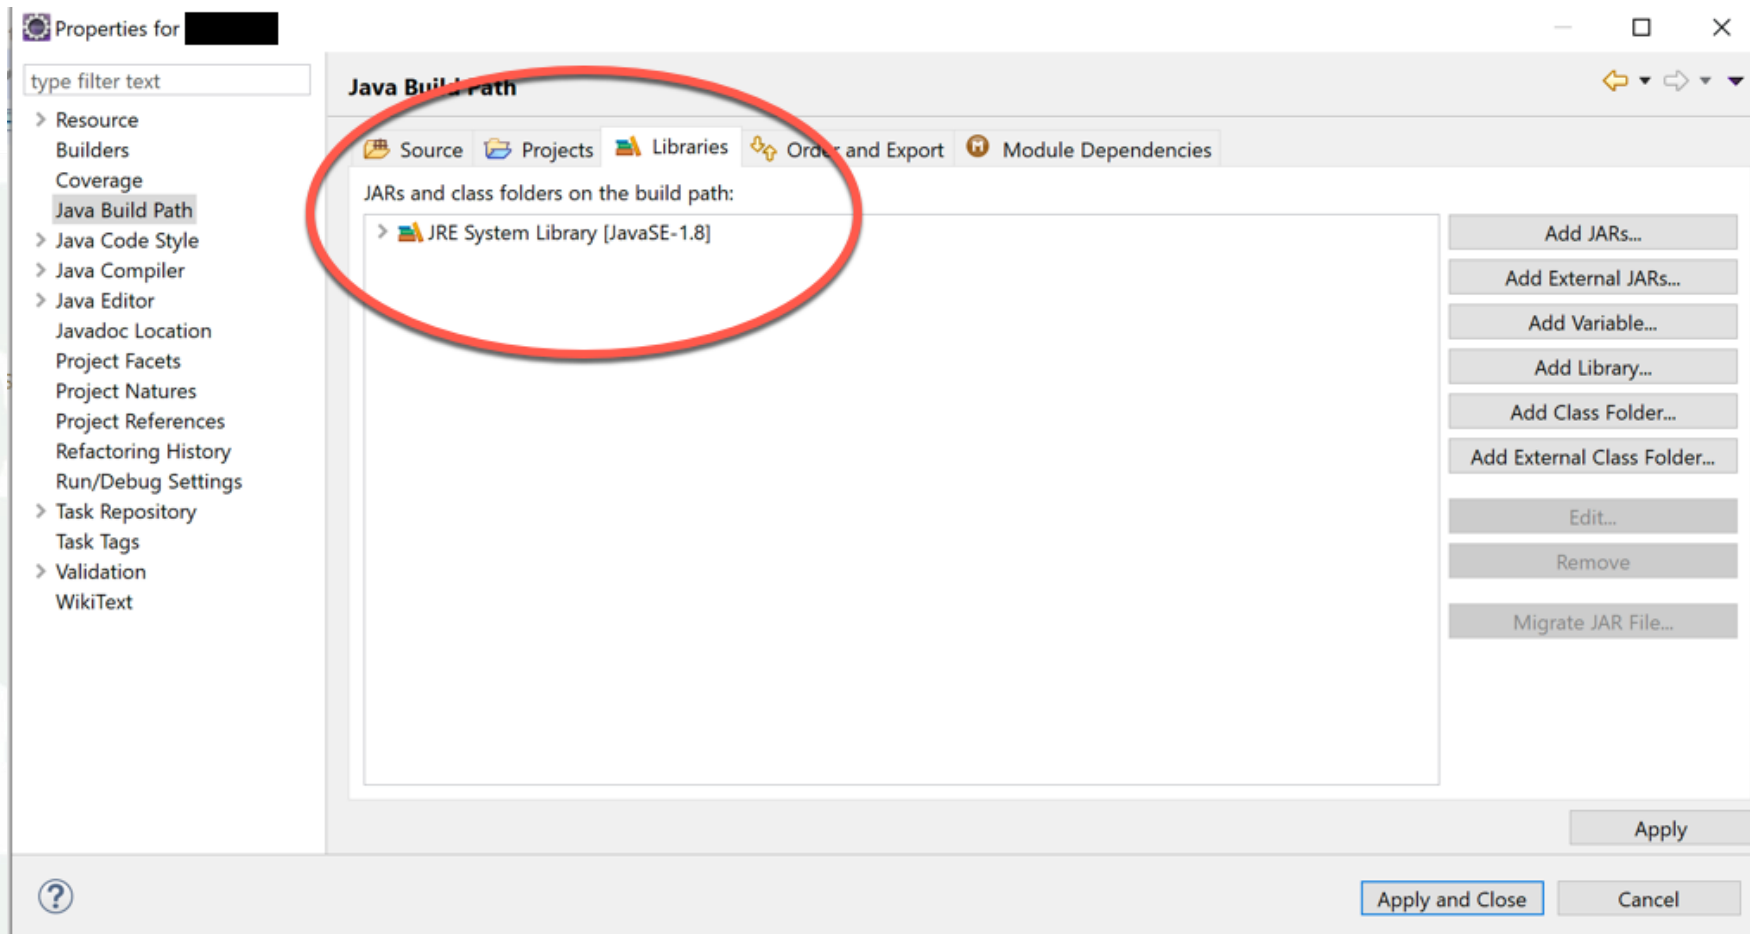 Properties for
type filter text
Resource
Builders
Coverage
Java Build Path
Java Code Style
Java Compiler
Java Editor
Javadoc Location
Project Facets
Project Natures
Project References
Refactoring History
Run/Debug Settings
Task Repository
Task Tags
Validation
WikiText
Java Build Path
Source Projects Libraries Order and Export Module Dependencies
JARs and class folders on the build path:
JRE System Library [JavaSE-1.8]
Add JARs...
Add External JARs...
Add Variable...
Add Library...
Add Class Folder...
Add External Class Folder...
Edit...
Remove
Migrate JAR File...
Apply
Apply and Close Cancel